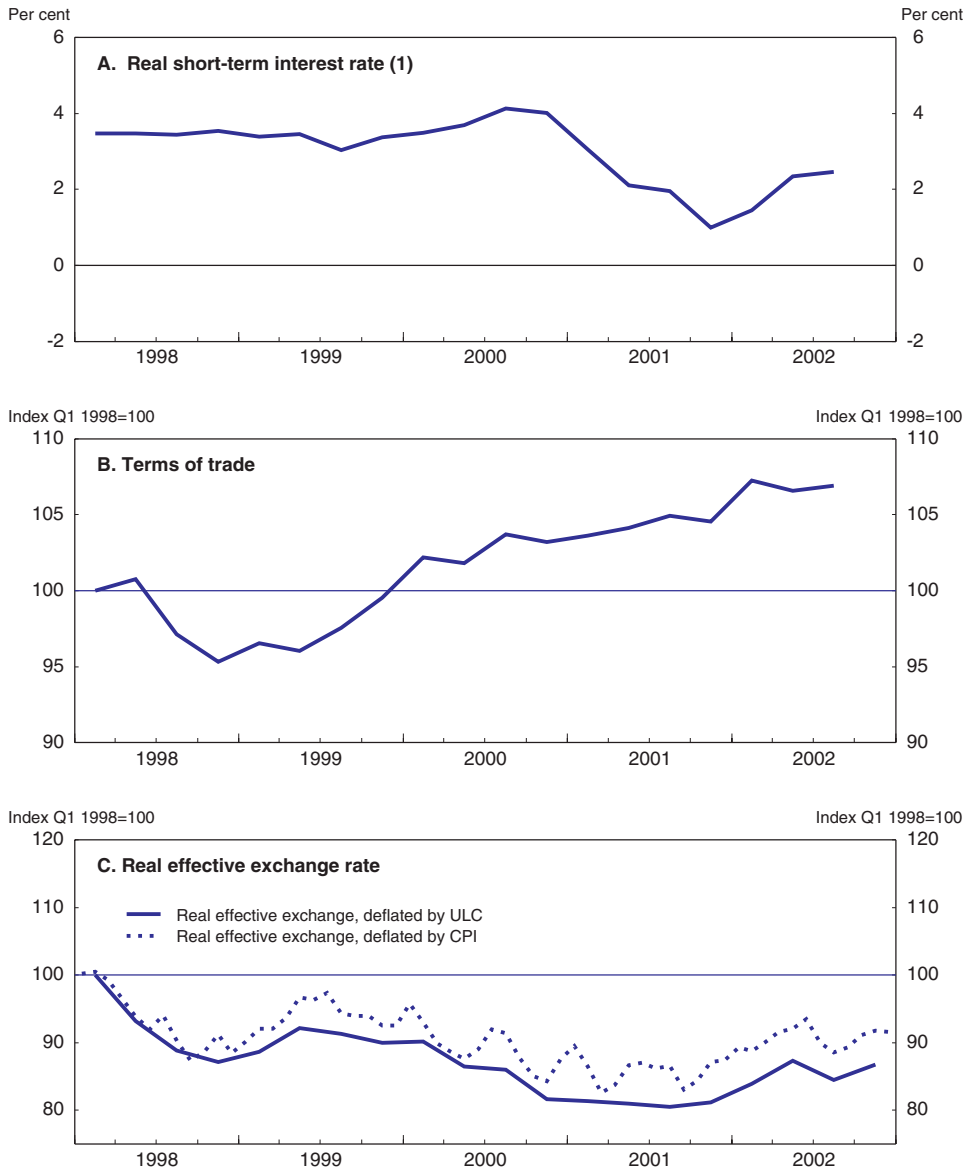 Per cent Per cent
6 6
A. Real short-term interest rate (1)
4 4
2 2
0 0
-2 -2
1998 1999 2000 2001 2002
Index Q1 1998=100 Index Q1 1998=100
110 110
B. Terms of trade
105 105
100 100
95 95
90 90
1998 1999 2000 2001 2002
Index Q1 1998=100 Index Q1 1998=100
120 120
C. Real effective exchange rate
110 110
Real effective exchange, deflated by ULC
Real effective exchange, deflated by CPI
100 100
90 90
80 80
1998 1999 2000 2001 2002